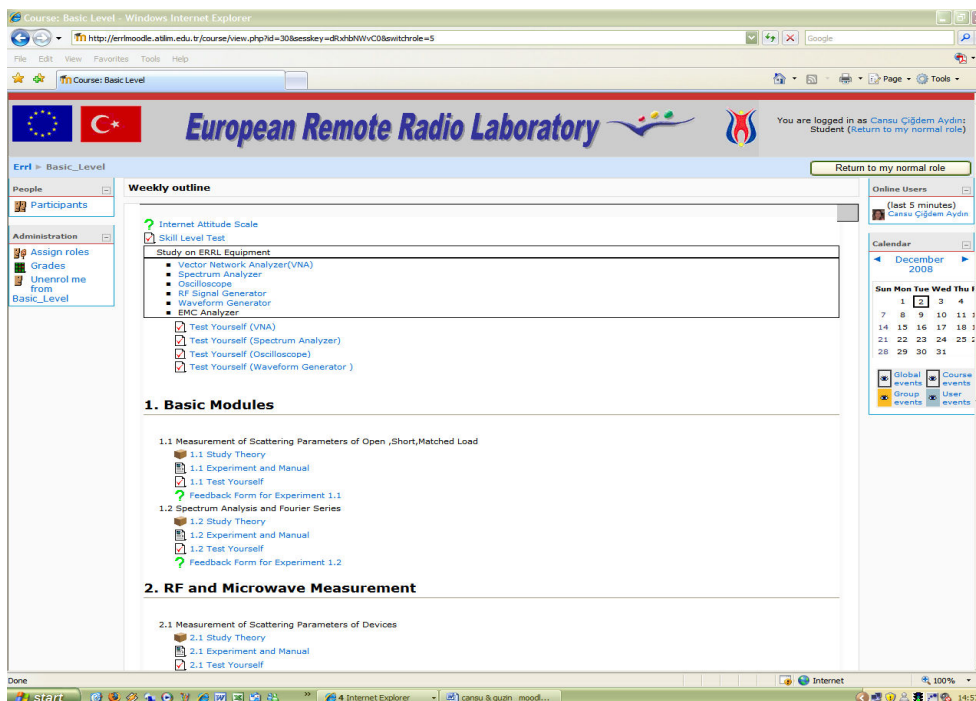 Course: Basic Level - Windows Internet Explorer
http://errlmoodle.atilim.edu.tr/course/view.php?id=30&sesskey=dRxhbNWvC0&switchrole=5
Google
File Edit View Favorites Tools Help
Course: Basic Level
Page Tools
European Remote Radio Laboratory
You are logged in as Cansu Çiğdem Aydın:
Student (Return to my normal role)
Errl ► Basic_Level
Return to my normal role
People
Participants
Administration
Assign roles
Grades
Unenrol me
from
Basic_Level
Weekly outline
Internet Attitude Scale
Skill Level Test
Study on ERRL Equipment
Vector Network Analyzer(VNA)
Spectrum Analyzer
Oscilloscope
RF Signal Generator
Waveform Generator
EMC Analyzer
Test Yourself (VNA)
Test Yourself (Spectrum Analyzer)
Test Yourself (Oscilloscope)
Test Yourself (Waveform Generator )
1. Basic Modules
1.1 Measurement of Scattering Parameters of Open ,Short,Matched Load
1.1 Study Theory
1.1 Experiment and Manual
1.1 Test Yourself
Feedback Form for Experiment 1.1
1.2 Spectrum Analysis and Fourier Series
1.2 Study Theory
1.2 Experiment and Manual
1.2 Test Yourself
Feedback Form for Experiment 1.2
2. RF and Microwave Measurement
2.1 Measurement of Scattering Parameters of Devices
2.1 Study Theory
2.1 Experiment and Manual
2.1 Test Yourself
Online Users
(last 5 minutes)
Cansu Çiğdem Aydın
Calendar
◄ December ►
2008
Sun Mon Tue Wed Thu
1 2 3 4
7 8 9 10 11
14 15 16 17 18
21 22 23 24 25
28 29 30 31
Global Course
events events
Group User
events events
Done
Internet
100%
start
4 Internet Explorer
cansu & guzin_moodl...
14:5